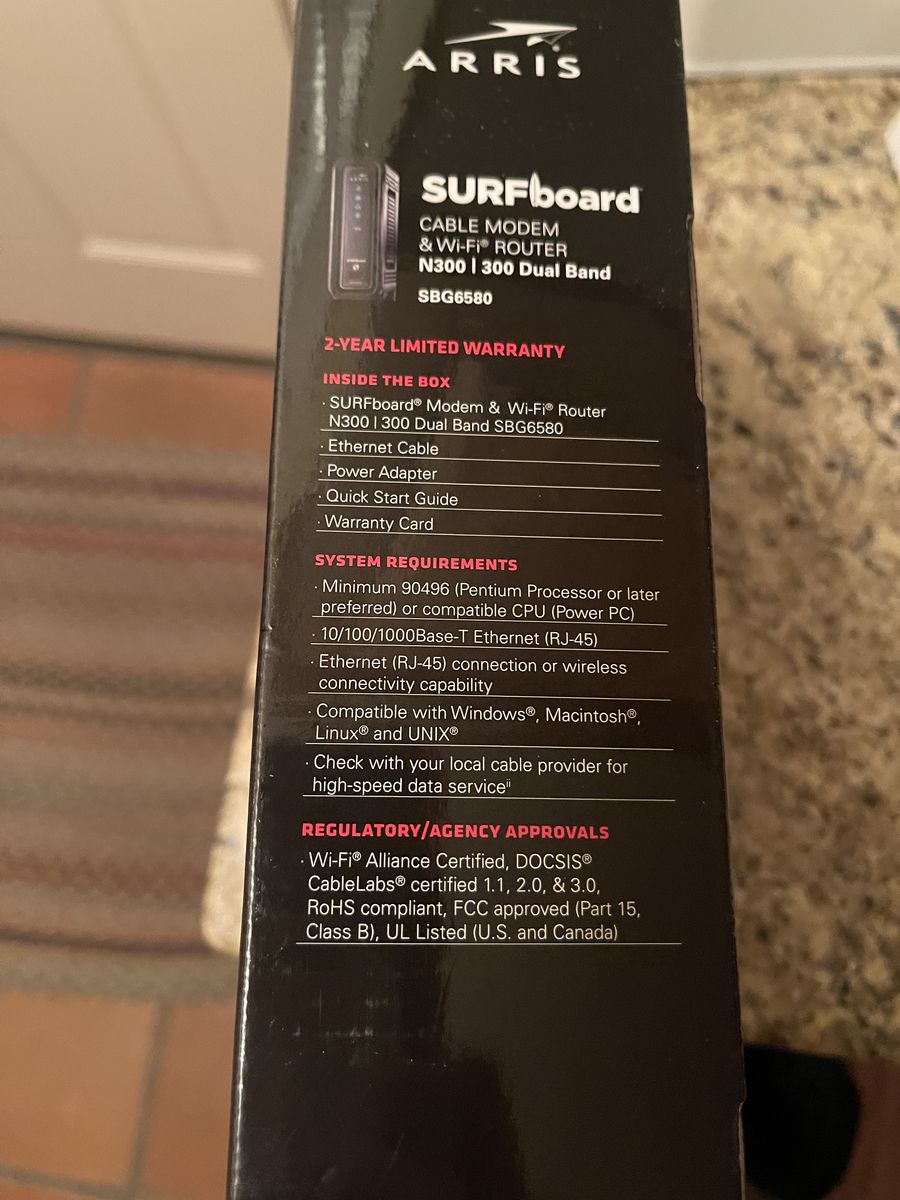 ARRIS
SURFboard
CABLE MODEM
& Wi-Fi® ROUTER
N300 | 300 Dual Band
SBG6580
2-YEAR LIMITED WARRANTY
INSIDE THE BOX
· SURFboard® Modem & Wi-Fi® Router
N300 | 300 Dual Band SBG6580
· Ethernet Cable
· Power Adapter
· Quick Start Guide
· Warranty Card
SYSTEM REQUIREMENTS
· Minimum 90496 (Pentium Processor or later
preferred) or compatible CPU (Power PC)
· 10/100/1000Base-T Ethernet (RJ-45)
· Ethernet (RJ-45) connection or wireless
connectivity capability
· Compatible with Windows®, Macintosh®,
Linux® and UNIX®
· Check with your local cable provider for
high-speed data serviceⁱⁱ
REGULATORY/AGENCY APPROVALS
· Wi-Fi® Alliance Certified, DOCSIS®
CableLabs® certified 1.1, 2.0, & 3.0,
RoHS compliant, FCC approved (Part 15,
Class B), UL Listed (U.S. and Canada)